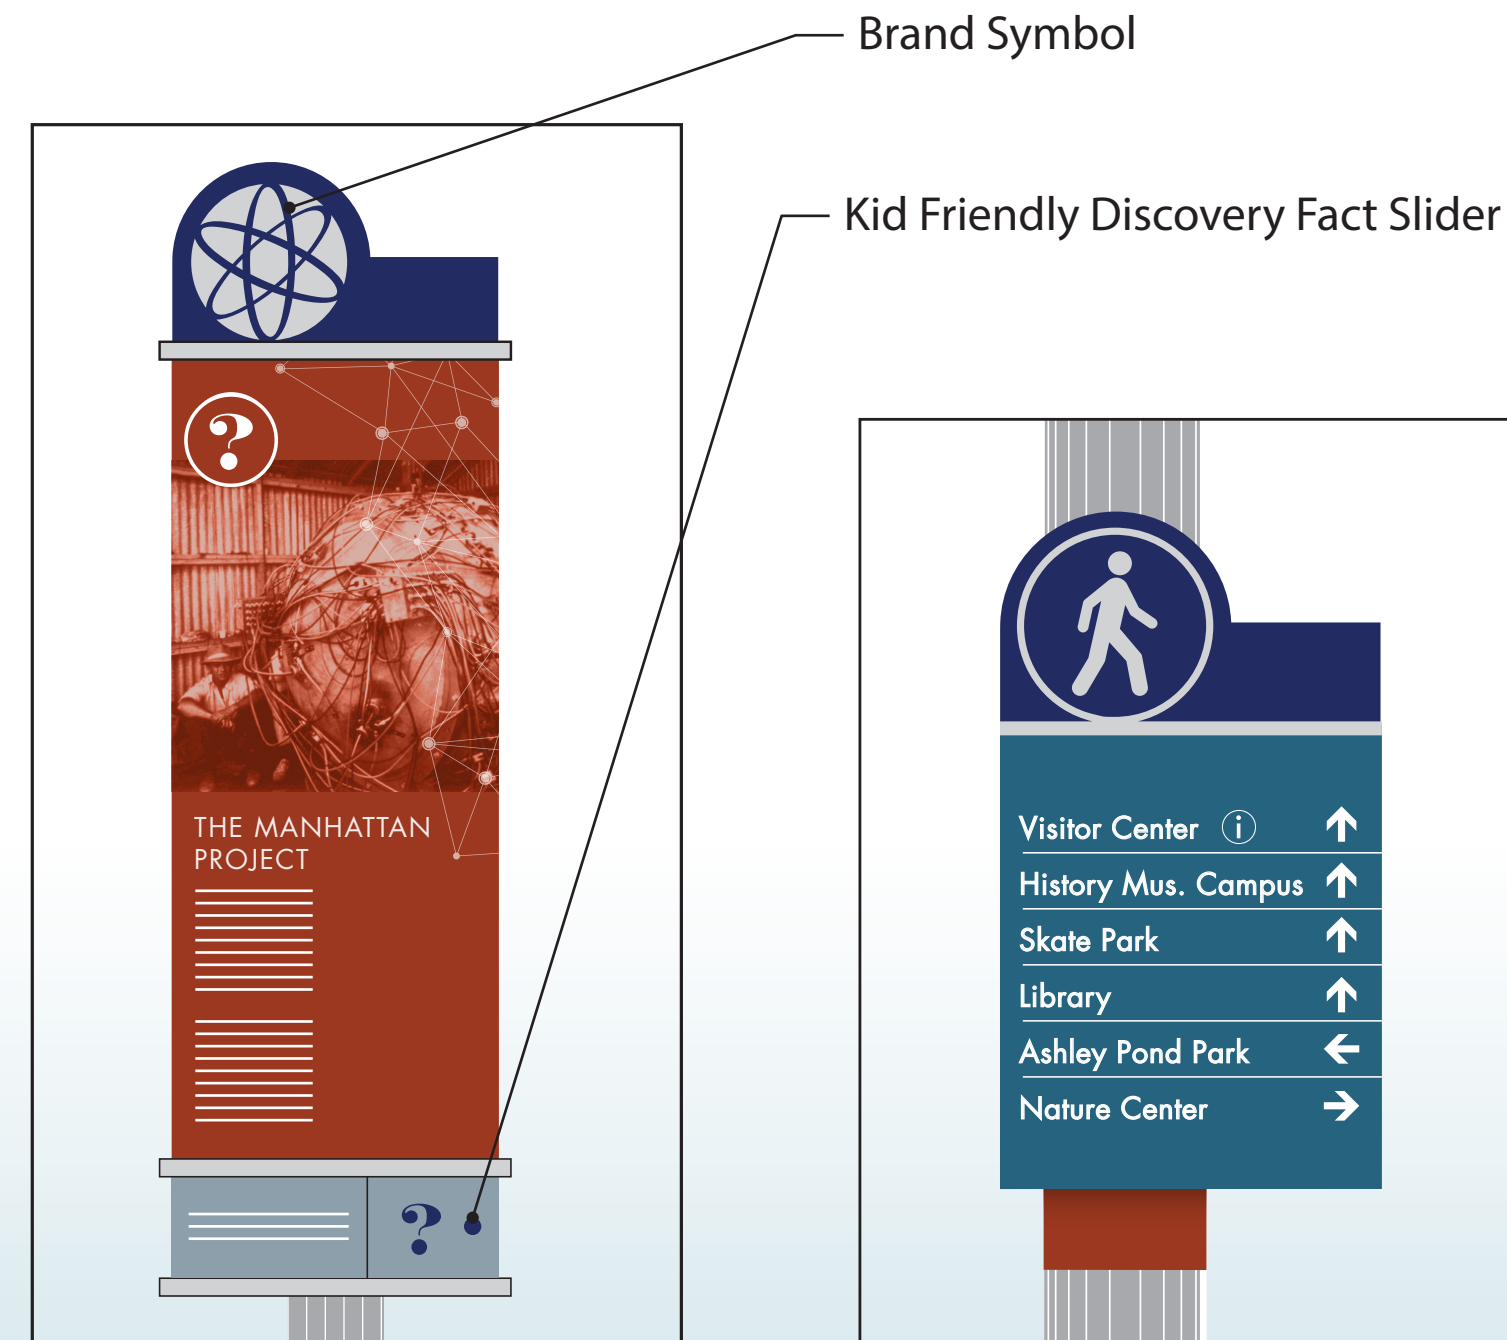 Brand Symbol
Kid Friendly Discovery Fact Slider
?
THE MANHATTAN
PROJECT
?
Visitor Center i
History Mus. Campus
Skate Park
Library
Ashley Pond Park
Nature Center